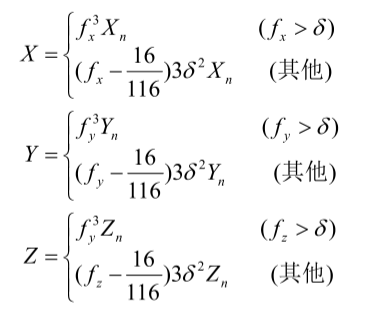 X = { f_x^3 X_n (f_x > δ)
(f_x − 16/116)3δ^2 X_n (其他)
Y = { f_y^3 Y_n (f_y > δ)
(f_y − 16/116)3δ^2 Y_n (其他)
Z = { f_y^3 Z_n (f_z > δ)
(f_z − 16/116)3δ^2 Z_n (其他)